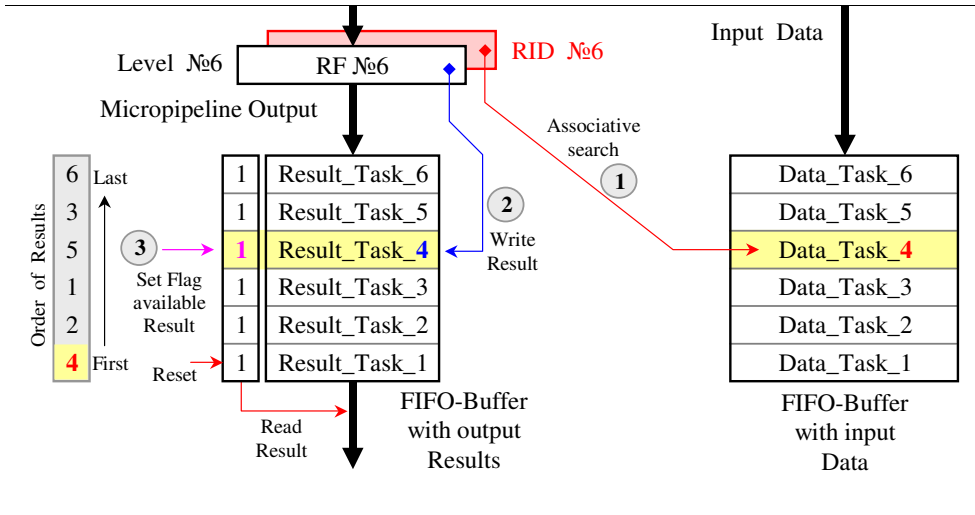 Input Data
Level №6
RF №6
RID №6
Micropipeline Output
Associative
search
1
Order of Results
6
3
5
1
2
4
Last
First
3
Set Flag
available
Result
Reset
1
1
1
1
1
1
Result_Task_6
Result_Task_5
Result_Task_4
Result_Task_3
Result_Task_2
Result_Task_1
2
Write
Result
Data_Task_6
Data_Task_5
Data_Task_4
Data_Task_3
Data_Task_2
Data_Task_1
Read
Result
FIFO-Buffer
with output
Results
FIFO-Buffer
with input
Data